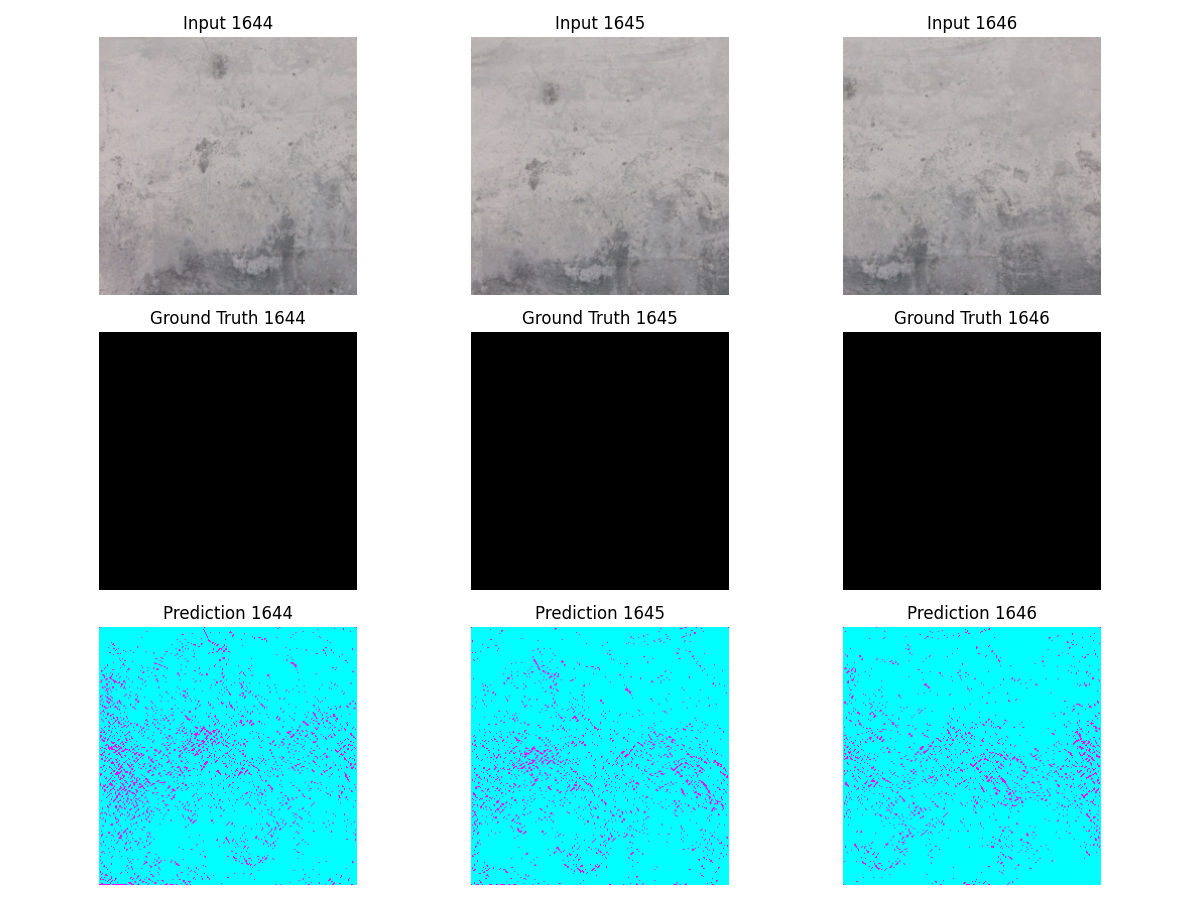 Input 1644
Input 1645
Input 1646
Ground Truth 1644
Ground Truth 1645
Ground Truth 1646
Prediction 1644
Prediction 1645
Prediction 1646